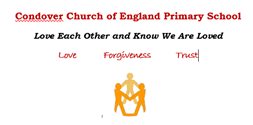 Condover Church of England Primary School
Love Each Other and Know We Are Loved
Love Forgiveness Trust